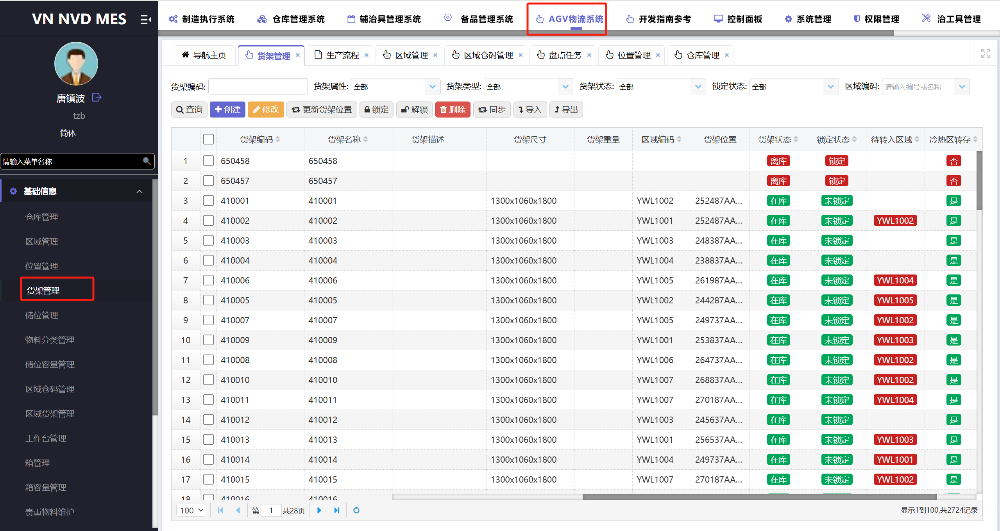 VN NVD MES
制造执行系统 仓库管理系统 辅治具管理系统 备品管理系统 AGV物流系统 开发指南参考 控制面板 系统管理 权限管理 治工具管理
唐镇波
tzb
简体
请输入菜单名称
基础信息
仓库管理
区域管理
位置管理
货架管理
储位管理
物料分类管理
储位容量管理
区域仓码管理
区域货架管理
工作台管理
箱管理
箱容量管理
贵重物料维护
导航主页 货架管理 × 生产流程 × 区域管理 × 区域仓码管理 × 盘点任务 × 位置管理 × 仓库管理 ×
货架编码: 货架属性: 全部 货架类型: 全部 货架状态: 全部 锁定状态: 全部 区域编码: 请输入编号或名称
查询 创建 修改 更新货架位置 锁定 解锁 删除 同步 导入 导出
货架编码 货架名称 货架描述 货架尺寸 货架重量 区域编码 货架位置 货架状态 锁定状态 待转入区域 冷热区转存
1 650458 650458 离库 锁定 否
2 650457 650457 离库 锁定 否
3 410001 410001 1300x1060x1800 YWL1002 252487AA... 在库 未锁定 是
4 410002 410002 1300x1060x1800 YWL1001 252487AA... 在库 未锁定 YWL1002 是
5 410003 410003 1300x1060x1800 YWL1003 248387AA... 在库 未锁定 是
6 410004 410004 1300x1060x1800 YWL1004 238837AA... 在库 未锁定 是
7 410006 410006 1300x1060x1800 YWL1005 261987AA... 在库 未锁定 YWL1004 是
8 410005 410005 1300x1060x1800 YWL1002 244287AA... 在库 未锁定 YWL1005 是
9 410007 410007 1300x1060x1800 YWL1005 249737AA... 在库 未锁定 YWL1002 是
10 410009 410009 1300x1060x1800 YWL1001 253837AA... 在库 未锁定 YWL1003 是
11 410008 410008 1300x1060x1800 YWL1006 264737AA... 在库 未锁定 YWL1002 是
12 410010 410010 1300x1060x1800 YWL1007 268837AA... 在库 未锁定 YWL1002 是
13 410011 410011 1300x1060x1800 YWL1007 270187AA... 在库 未锁定 YWL1004 是
14 410012 410012 1300x1060x1800 YWL1003 245637AA... 在库 未锁定 是
15 410013 410013 1300x1060x1800 YWL1001 256537AA... 在库 未锁定 YWL1003 是
16 410014 410014 1300x1060x1800 YWL1004 249737AA... 在库 未锁定 YWL1001 是
17 410015 410015 1300x1060x1800 YWL1007 270187AA... 在库 未锁定 YWL1002 是
18 410016 410016
100 第 1 共28页 显示1到100,共2724记录